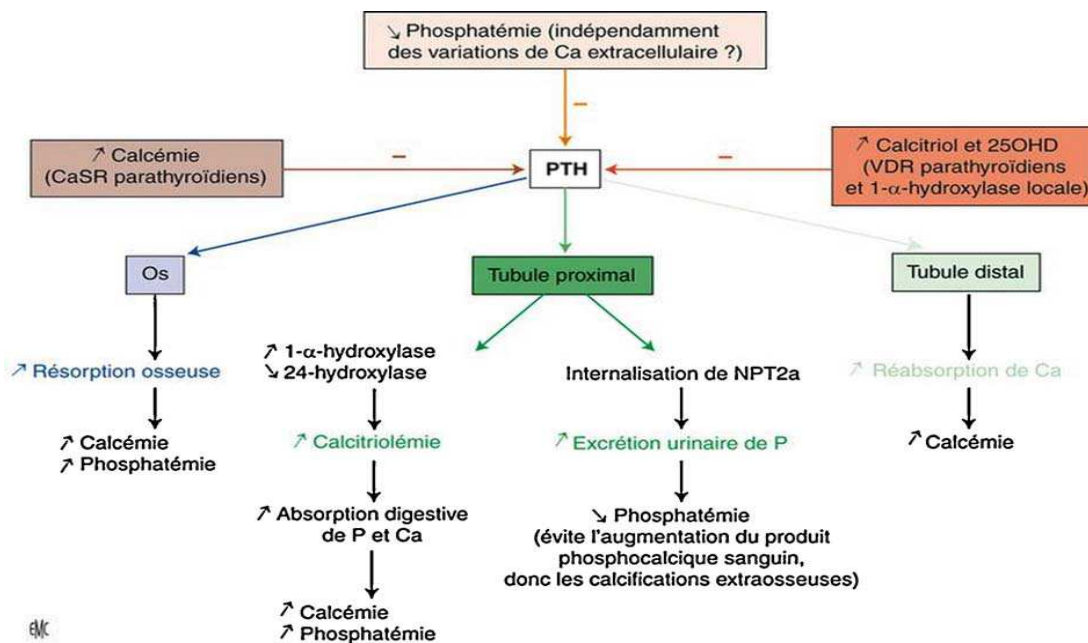 ↘ Phosphatémie (indépendamment
des variations de Ca extracellulaire ?)
–
↗ Calcémie
(CaSR parathyroïdiens)
–
PTH
–
↗ Calcitriol et 25OHD
(VDR parathyroïdiens
et 1-α-hydroxylase locale)
Os
Tubule proximal
Tubule distal
↗ Résorption osseuse
↗ Calcémie
↗ Phosphatémie
↗ 1-α-hydroxylase
↘ 24-hydroxylase
↗ Calcitriolémie
↗ Absorption digestive
de P et Ca
↗ Calcémie
↗ Phosphatémie
Internalisation de NPT2a
↗ Excrétion urinaire de P
↘ Phosphatémie
(évite l'augmentation du produit
phosphocalcique sanguin,
donc les calcifications extraosseuses)
↗ Réabsorption de Ca
↗ Calcémie
EMC